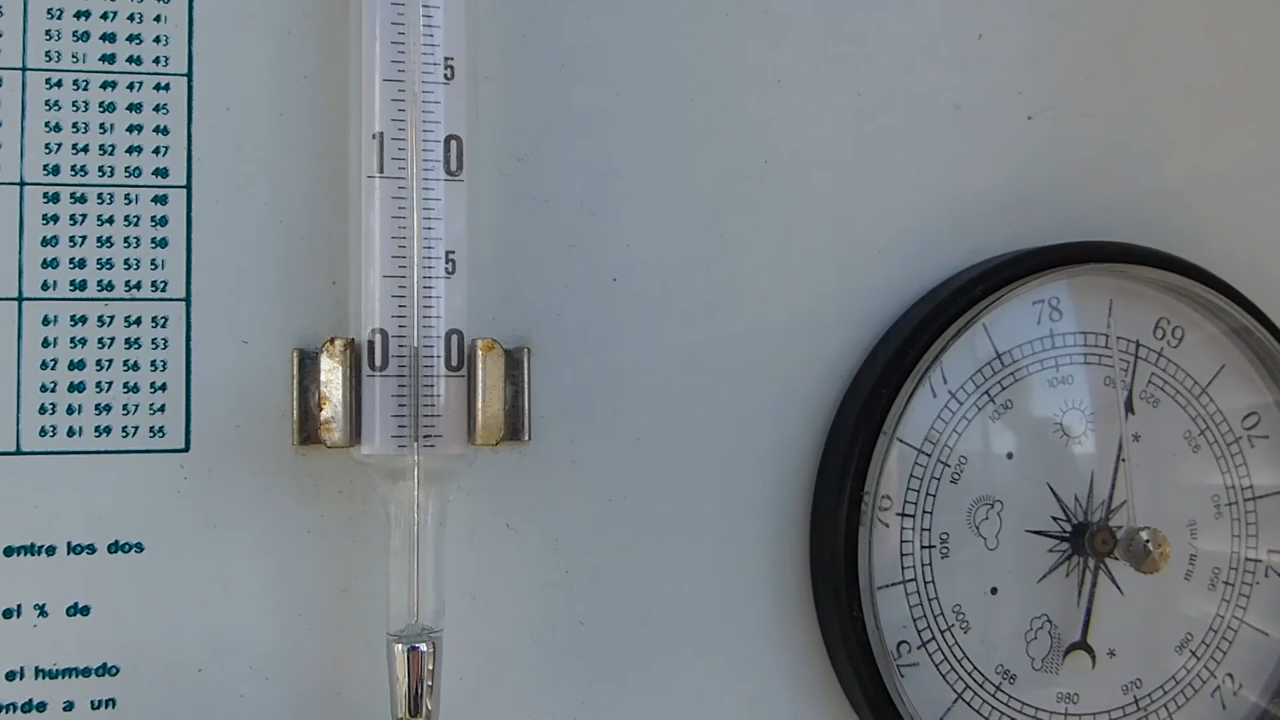 52 49 47 43 41
53 50 48 45 43
53 51 48 46 43
54 52 49 47 44
55 53 50 48 45
56 53 51 49 46
57 54 52 49 47
58 55 53 50 48
58 56 53 51 48
59 57 54 52 50
60 57 55 53 50
60 58 55 53 51
61 58 56 54 52
61 59 57 54 52
61 59 57 55 53
62 60 57 56 53
62 60 57 56 54
63 61 59 57 54
63 61 59 57 55
entre los dos
el % de
el húmedo
a un
5
10
5
0 0
78
69
77
70
76
71
75
72
1040
1030
1020
1010
1000
990
980
970
960
950
940
930
920
m.m/mb.